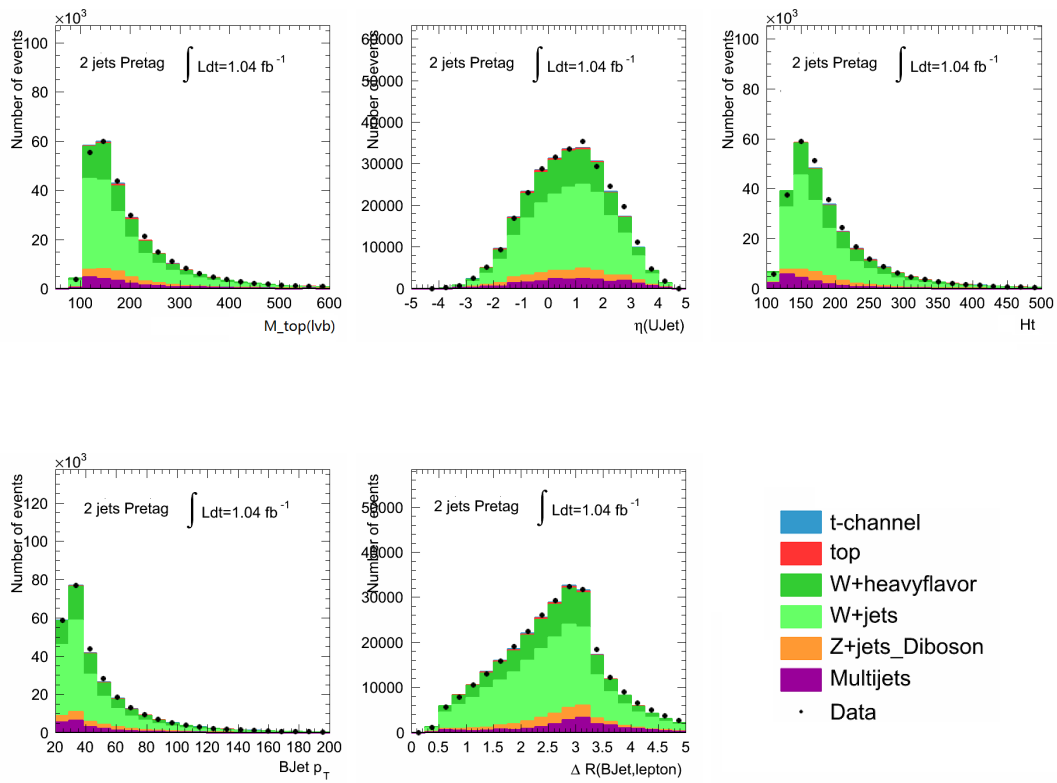 ×10³
Number of events
100
80
60
40
20
0
2 jets Pretag ∫ Ldt=1.04 fb⁻¹
100 200 300 400 500 600
M_top(lvb)
Number of events
60000
50000
40000
30000
20000
10000
0
2 jets Pretag ∫ Ldt=1.04 fb⁻¹
-5 -4 -3 -2 -1 0 1 2 3 4 5
η(UJet)
×10³
Number of events
100
80
60
40
20
0
2 jets Pretag ∫ Ldt=1.04 fb⁻¹
100 150 200 250 300 350 400 450 500
Ht
×10³
Number of events
120
100
80
60
40
20
0
2 jets Pretag ∫ Ldt=1.04 fb⁻¹
20 40 60 80 100 120 140 160 180 200
BJet p_T
Number of events
50000
40000
30000
20000
10000
0
2 jets Pretag ∫ Ldt=1.04 fb⁻¹
0 0.5 1 1.5 2 2.5 3 3.5 4 4.5 5
Δ R(BJet,lepton)
t-channel
top
W+heavyflavor
W+jets
Z+jets_Diboson
Multijets
Data